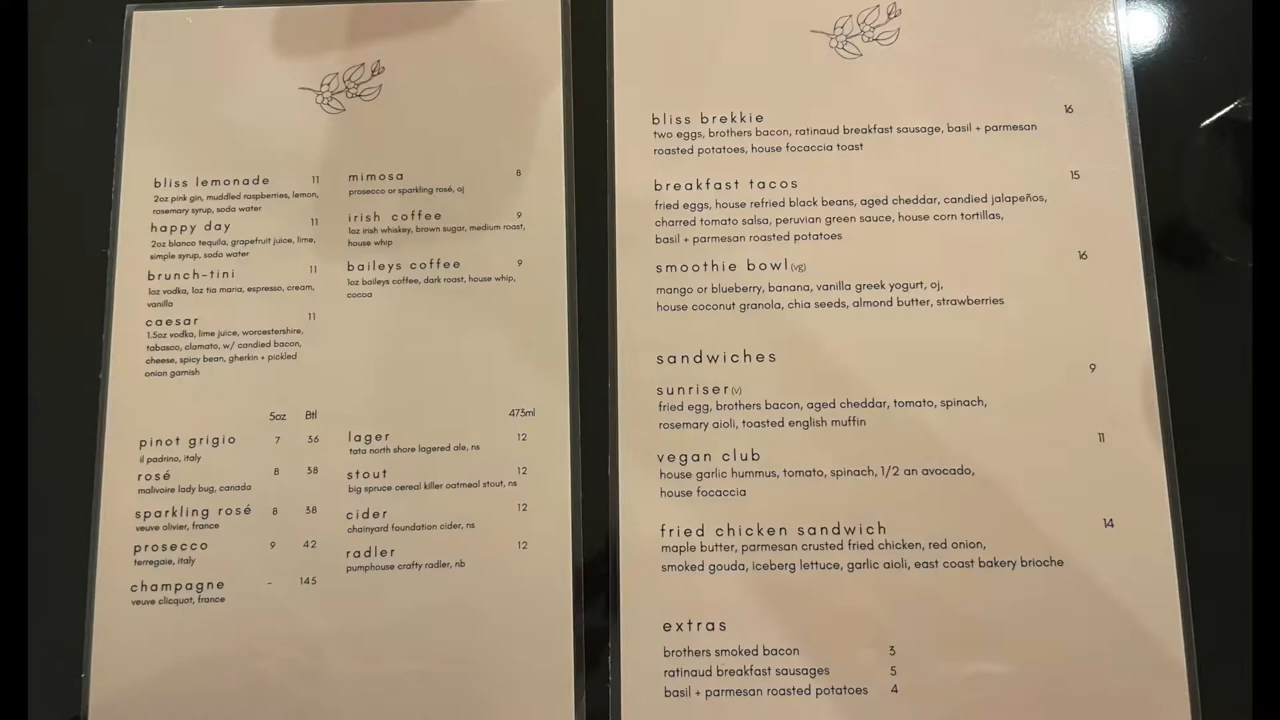 bliss lemonade 11
2oz pink gin, muddled raspberries, lemon,
rosemary syrup, soda water
happy day 11
2oz blanco tequila, grapefruit juice, lime,
simple syrup, soda water
brunch-tini 11
1oz vodka, 1oz tia maria, espresso, cream,
vanilla
caesar 11
1.5oz vodka, lime juice, worcestershire,
tabasco, clamato, w/ candied bacon,
cheese, spicy bean, gherkin + pickled
onion garnish
mimosa 8
prosecco or sparkling rosé, oj
irish coffee 9
1oz irish whiskey, brown sugar, medium roast,
house whip
baileys coffee 9
1oz baileys coffee, dark roast, house whip,
cocoa
5oz Btl
pinot grigio 7 36
il padrino, italy
rosé 8 38
malivoire lady bug, canada
sparkling rosé 8 38
veuve olivier, france
prosecco 9 42
terregaie, italy
champagne - 145
veuve clicquot, france
473ml
lager 12
tata north shore lagered ale, ns
stout 12
big spruce cereal killer oatmeal stout, ns
cider 12
chainyard foundation cider, ns
radler 12
pumphouse crafty radler, nb
bliss brekkie 16
two eggs, brothers bacon, ratinaud breakfast sausage, basil + parmesan
roasted potatoes, house focaccia toast
breakfast tacos 15
fried eggs, house refried black beans, aged cheddar, candied jalapeños,
charred tomato salsa, peruvian green sauce, house corn tortillas,
basil + parmesan roasted potatoes
smoothie bowl (vg) 16
mango or blueberry, banana, vanilla greek yogurt, oj,
house coconut granola, chia seeds, almond butter, strawberries
sandwiches
sunriser (v) 9
fried egg, brothers bacon, aged cheddar, tomato, spinach,
rosemary aioli, toasted english muffin
vegan club 11
house garlic hummus, tomato, spinach, 1/2 an avocado,
house focaccia
fried chicken sandwich 14
maple butter, parmesan crusted fried chicken, red onion,
smoked gouda, iceberg lettuce, garlic aioli, east coast bakery brioche
extras
brothers smoked bacon 3
ratinaud breakfast sausages 5
basil + parmesan roasted potatoes 4